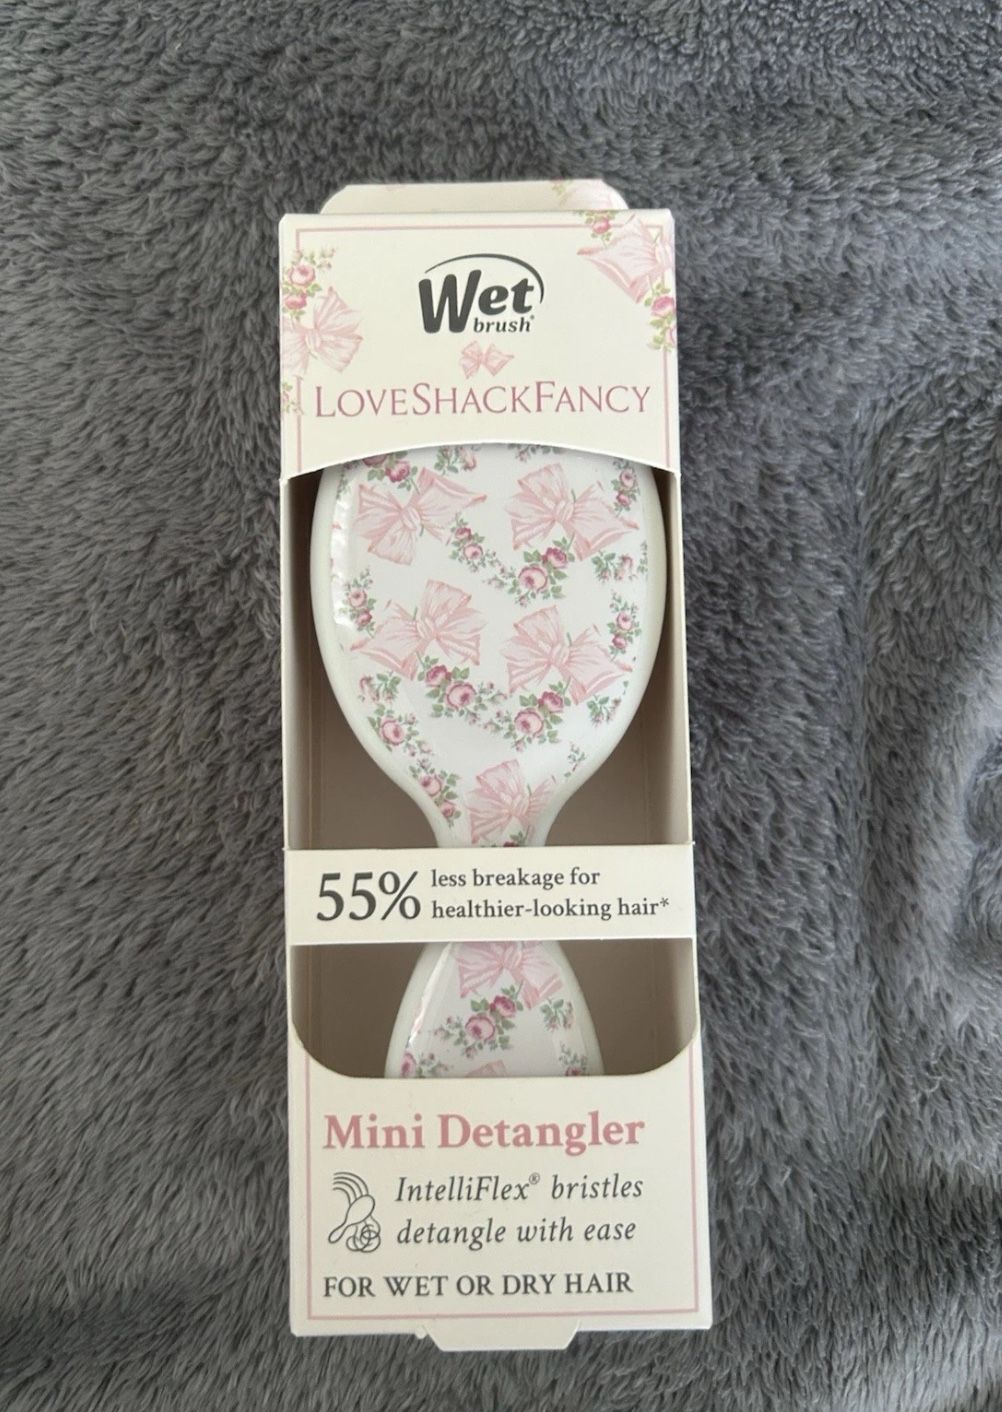 Wet
brush®
LOVESHACKFANCY
55% less breakage for
healthier-looking hair*
Mini Detangler
IntelliFlex® bristles
detangle with ease
FOR WET OR DRY HAIR